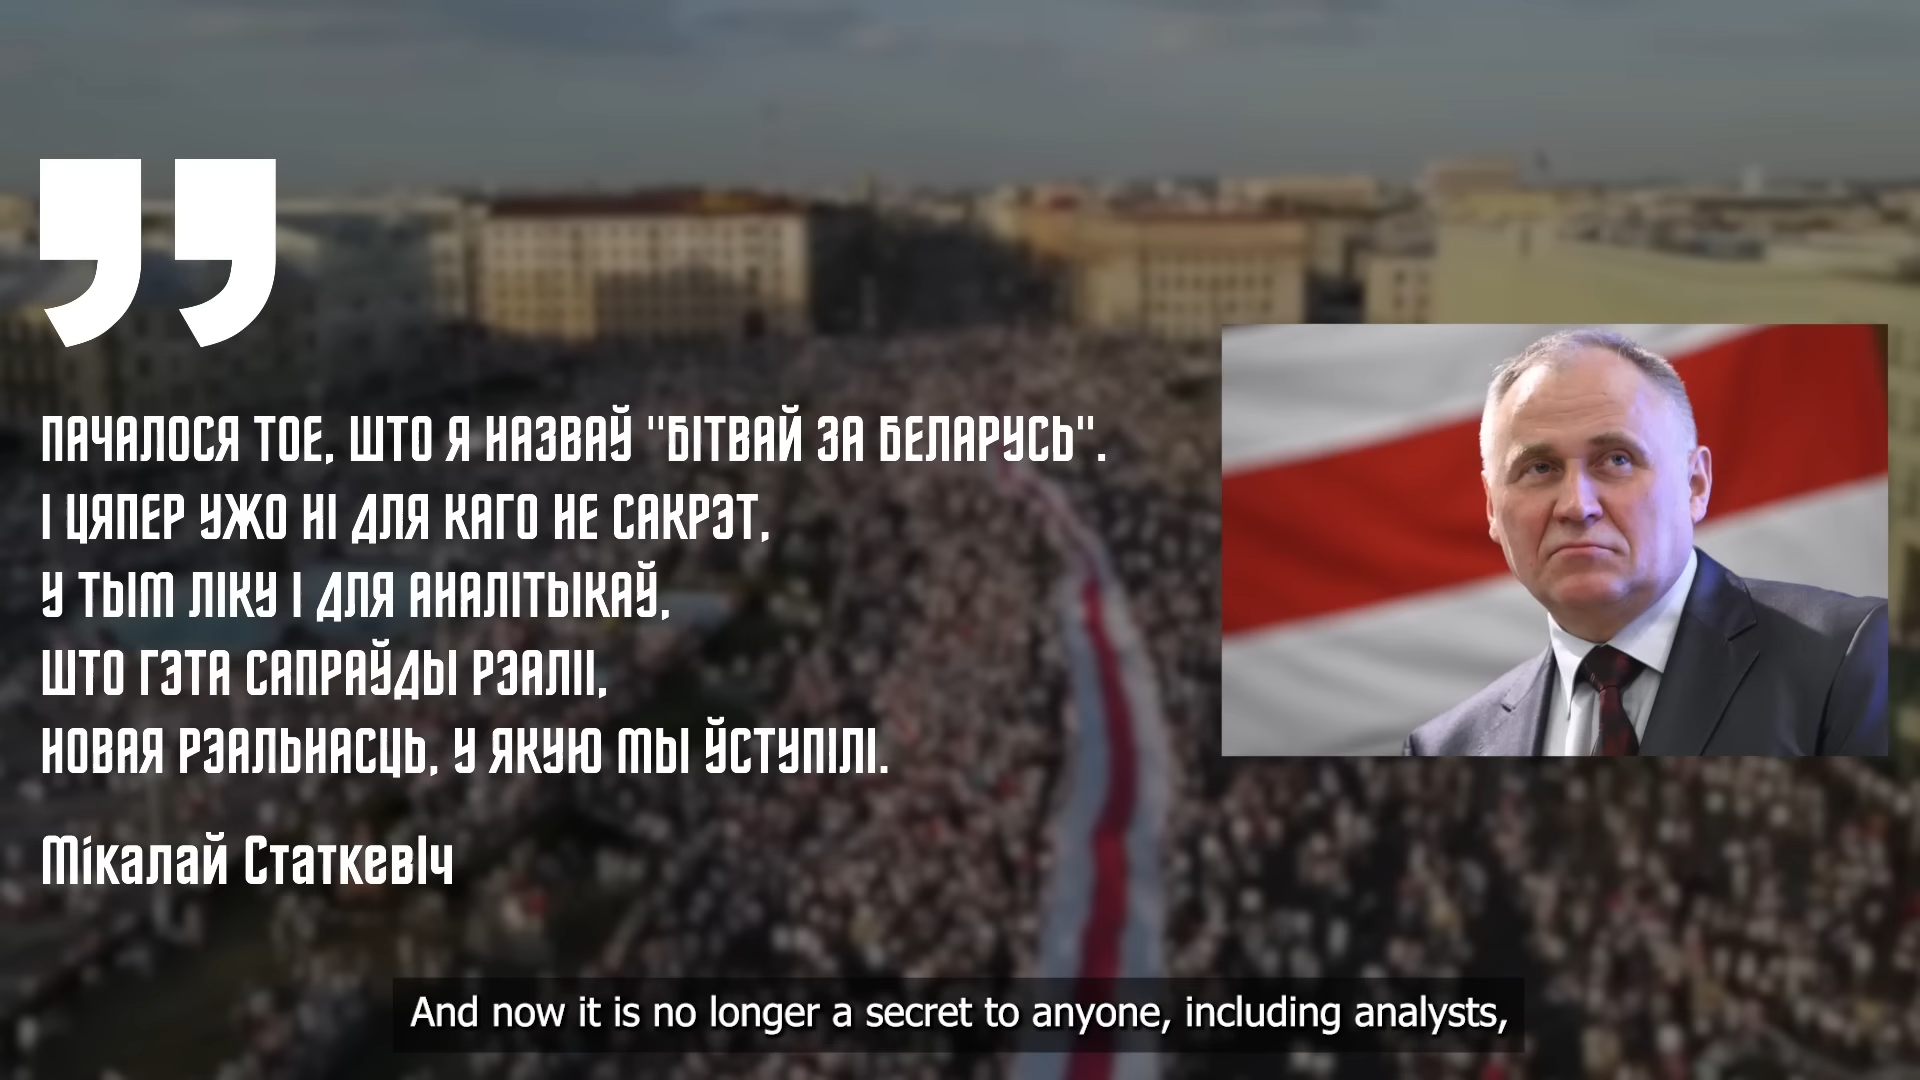 ”
ПАЧАЛОСЯ ТОЕ, ШТО Я НАЗВАЎ "БІТВАЙ ЗА БЕЛАРУСЬ".
І ЦЯПЕР УЖО НІ ДЛЯ КАГО НЕ САКРЭТ,
У ТЫМ ЛІКУ І ДЛЯ АНАЛІТЫКАЎ,
ШТО ГЭТА САПРАЎДЫ РЭАЛІІ,
НОВАЯ РЭАЛЬНАСЦЬ, У ЯКУЮ МЫ ЎСТУПІЛІ.
Мікалай СтаткевІч
And now it is no longer a secret to anyone, including analysts,